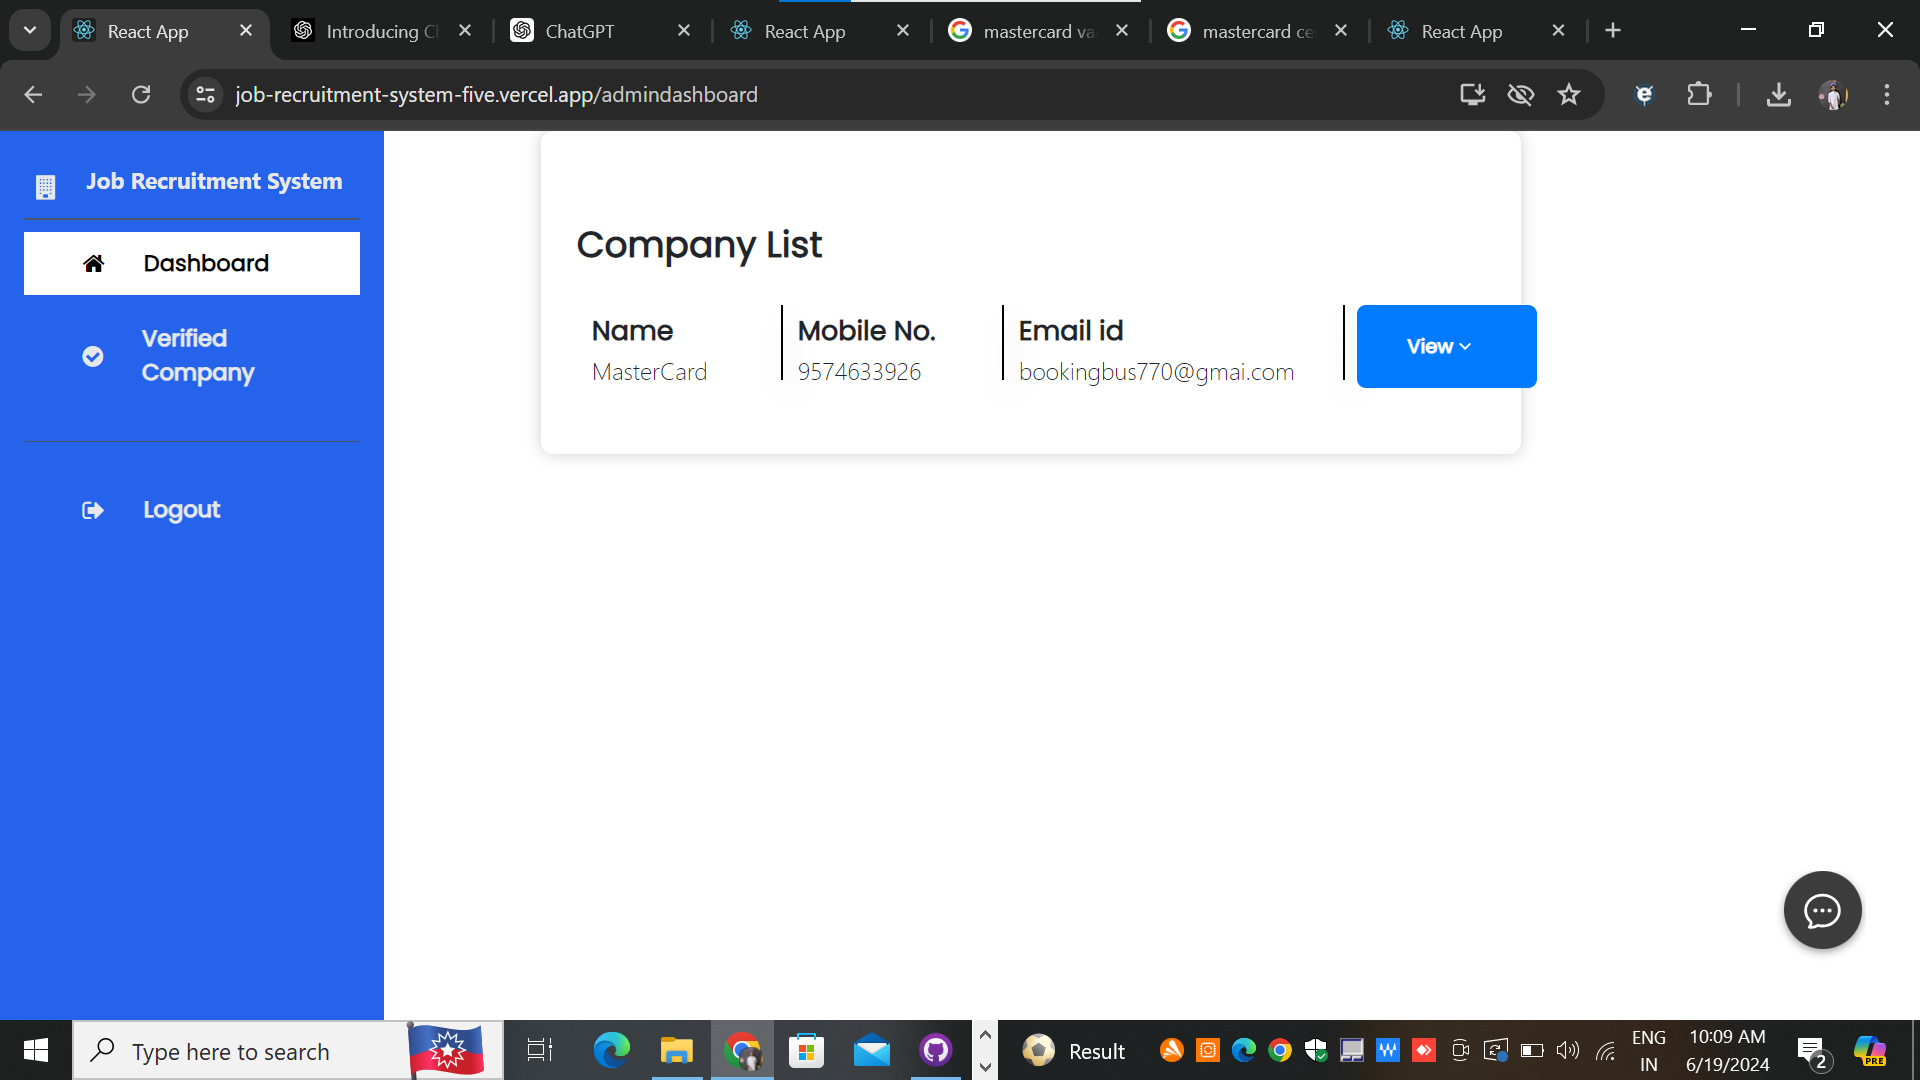 React App
Introducing Ch
ChatGPT
React App
mastercard va
mastercard ce
React App
job-recruitment-system-five.vercel.app/admindashboard
Job Recruitment System
Dashboard
Verified
Company
Logout
Company List
Name
Mobile No.
Email id
View
MasterCard
9574633926
bookingbus770@gmai.com
Type here to search
Result
ENG
IN
10:09 AM
6/19/2024
2
PRE